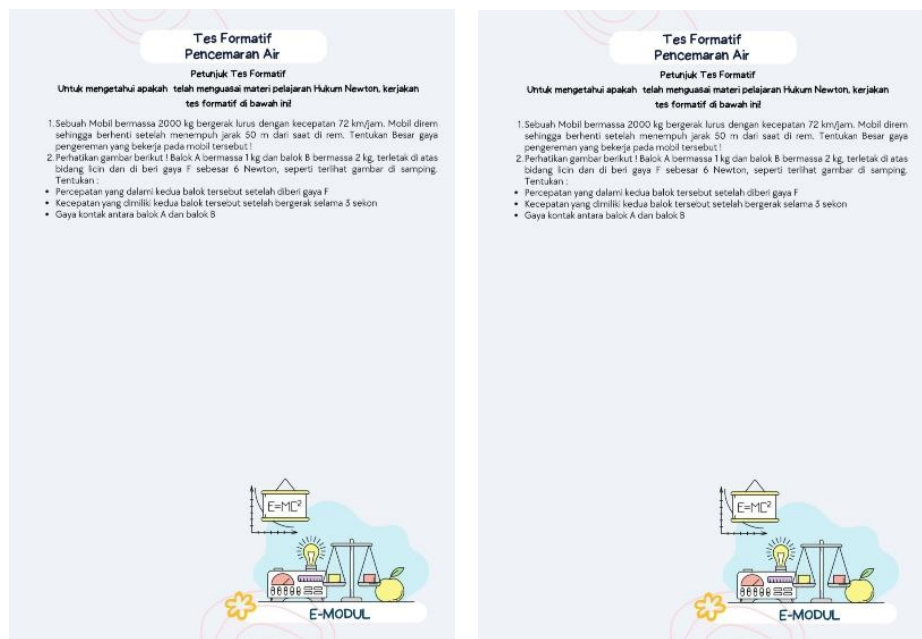 Tes Formatif
Pencemaran Air
Petunjuk Tes Formatif
Untuk mengetahui apakah telah menguasai materi pelajaran Hukum Newton, kerjakan
tes formatif di bawah ini!
1. Sebuah Mobil bermassa 2000 kg bergerak lurus dengan kecepatan 72 km/jam. Mobil direm
sehingga berhenti setelah menempuh jarak 50 m dari saat di rem. Tentukan Besar gaya
pengereman yang bekerja pada mobil tersebut !
2. Perhatikan gambar berikut ! Balok A bermassa 1 kg dan balok B bermassa 2 kg, terletak di atas
bidang licin dan di beri gaya F sebesar 6 Newton, seperti terlihat gambar di samping.
Tentukan :
• Percepatan yang dalami kedua balok tersebut setelah diberi gaya F
• Kecepatan yang dimiliki kedua balok tersebut setelah bergerak selama 3 sekon
• Gaya kontak antara balok A dan balok B
E=MC²
E-MODUL
Tes Formatif
Pencemaran Air
Petunjuk Tes Formatif
Untuk mengetahui apakah telah menguasai materi pelajaran Hukum Newton, kerjakan
tes formatif di bawah ini!
1. Sebuah Mobil bermassa 2000 kg bergerak lurus dengan kecepatan 72 km/jam. Mobil direm
sehingga berhenti setelah menempuh jarak 50 m dari saat di rem. Tentukan Besar gaya
pengereman yang bekerja pada mobil tersebut !
2. Perhatikan gambar berikut ! Balok A bermassa 1 kg dan balok B bermassa 2 kg, terletak di atas
bidang licin dan di beri gaya F sebesar 6 Newton, seperti terlihat gambar di samping.
Tentukan :
• Percepatan yang dalami kedua balok tersebut setelah diberi gaya F
• Kecepatan yang dimiliki kedua balok tersebut setelah bergerak selama 3 sekon
• Gaya kontak antara balok A dan balok B
E=MC²
E-MODUL